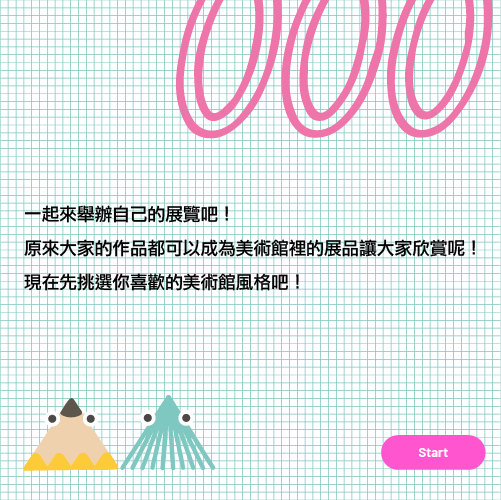 一起來舉辦自己的展覽吧！
原來大家的作品都可以成為美術館裡的展品讓大家欣賞呢！
現在先挑選你喜歡的美術館風格吧！
Start